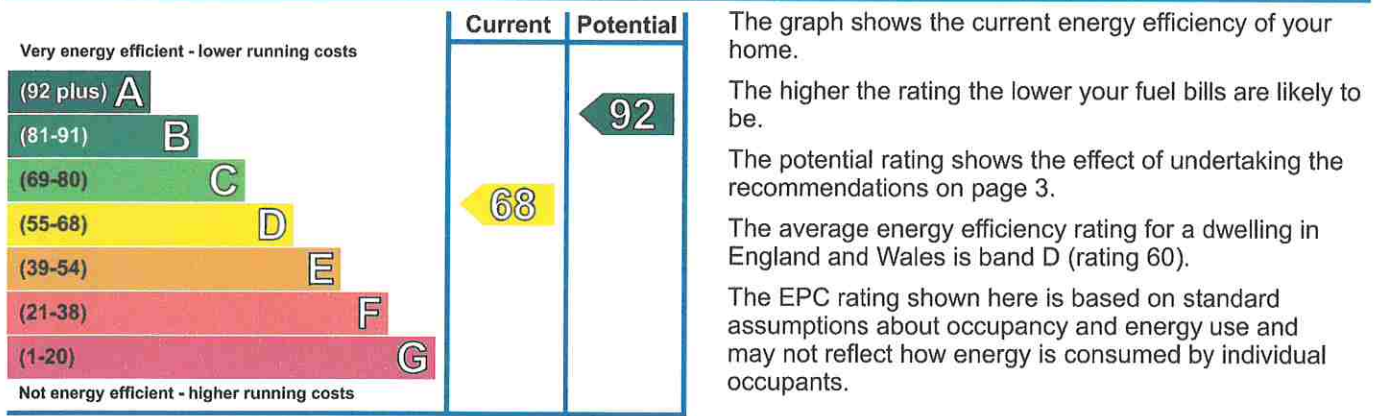 Current Potential
Very energy efficient - lower running costs
(92 plus) A
(81-91) B
(69-80) C
(55-68) D
(39-54) E
(21-38) F
(1-20) G
Not energy efficient - higher running costs
92
68
The graph shows the current energy efficiency of your
home.
The higher the rating the lower your fuel bills are likely to
be.
The potential rating shows the effect of undertaking the
recommendations on page 3.
The average energy efficiency rating for a dwelling in
England and Wales is band D (rating 60).
The EPC rating shown here is based on standard
assumptions about occupancy and energy use and
may not reflect how energy is consumed by individual
occupants.